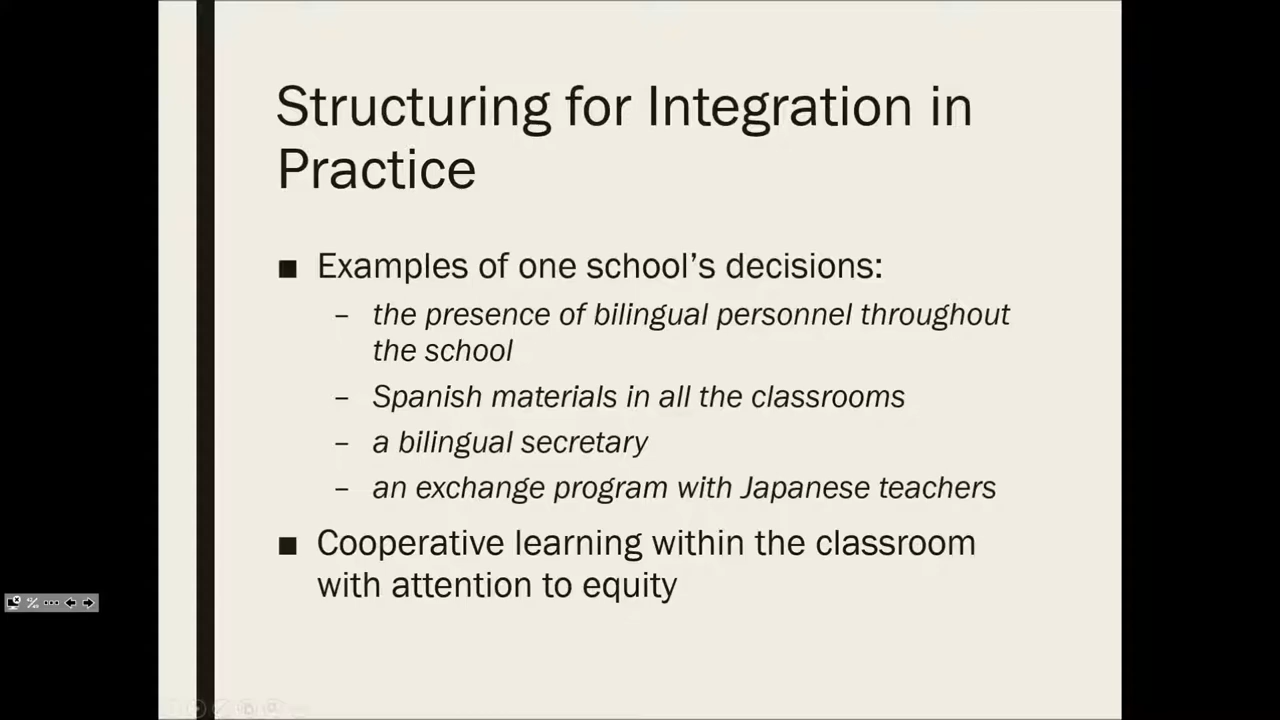 Structuring for Integration in
Practice
■ Examples of one school’s decisions:
– the presence of bilingual personnel throughout
the school
– Spanish materials in all the classrooms
– a bilingual secretary
– an exchange program with Japanese teachers
■ Cooperative learning within the classroom
with attention to equity